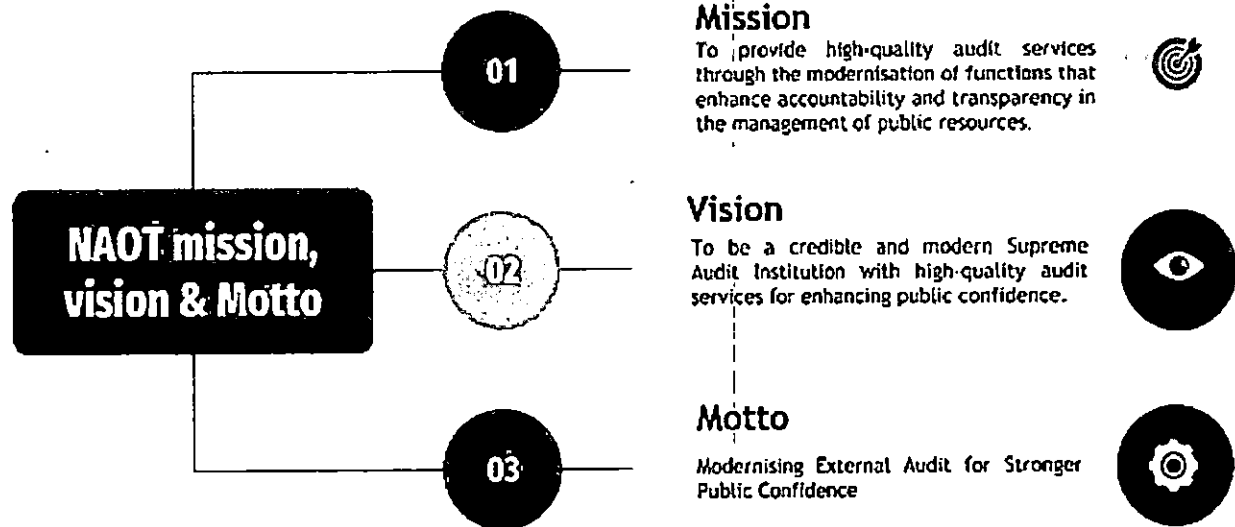 NAOT mission,
vision & Motto
01
Mission
To provide high-quality audit services
through the modernisation of functions that
enhance accountability and transparency in
the management of public resources.
02
Vision
To be a credible and modern Supreme
Audit Institution with high-quality audit
services for enhancing public confidence.
03
Motto
Modernising External Audit for Stronger
Public Confidence